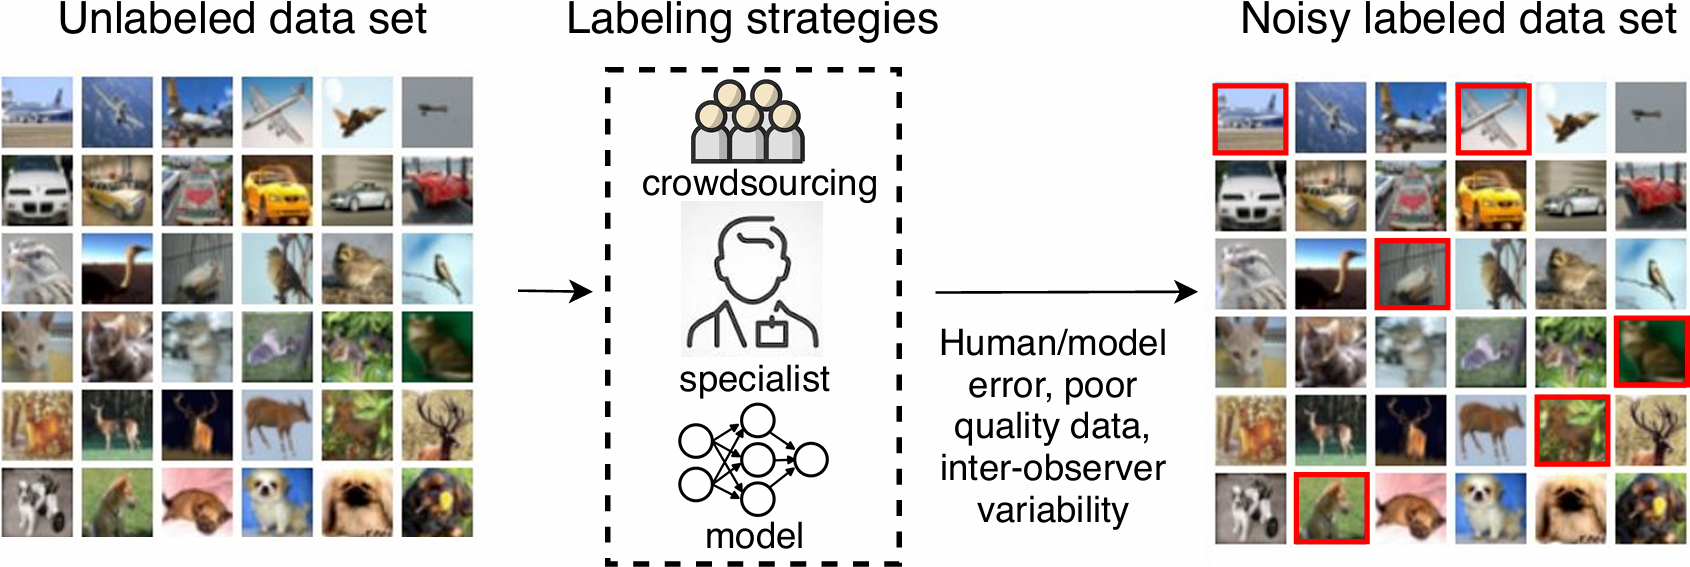 Unlabeled data set
Labeling strategies
Noisy labeled data set
crowdsourcing
specialist
model
Human/model
error, poor
quality data,
inter-observer
variability